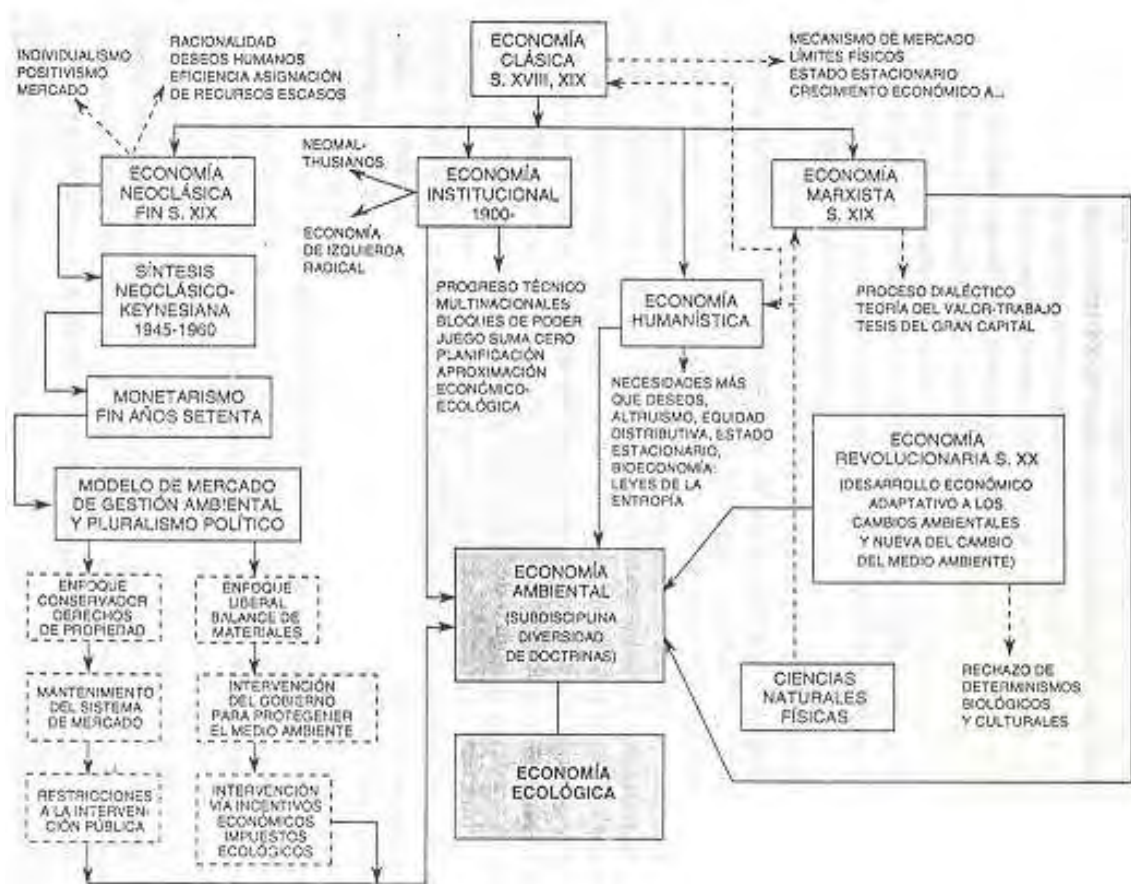 ECONOMÍA
CLÁSICA
S. XVIII, XIX
MECANISMO DE MERCADO
LÍMITES FÍSICOS
ESTADO ESTACIONARIO
CRECIMIENTO ECONÓMICO A...
INDIVIDUALISMO
POSITIVISMO
MERCADO
RACIONALIDAD
DESEOS HUMANOS
EFICIENCIA ASIGNACIÓN
DE RECURSOS ESCASOS
ECONOMÍA
NEOCLÁSICA
FIN S. XIX
NEOMAL-
THUSIANOS
ECONOMÍA
DE IZQUIERDA
RADICAL
ECONOMÍA
INSTITUCIONAL
1900-
ECONOMÍA
MARXISTA
S. XIX
SÍNTESIS
NEOCLÁSICO-
KEYNESIANA
1945-1960
PROGRESO TÉCNICO
MULTINACIONALES
BLOQUES DE PODER
JUEGO SUMA CERO
PLANIFICACIÓN
APROXIMACIÓN
ECONÓMICO-
ECOLÓGICA
ECONOMÍA
HUMANÍSTICA
PROCESO DIALÉCTICO
TEORÍA DEL VALOR-TRABAJO
TESIS DEL GRAN CAPITAL
MONETARISMO
FIN AÑOS SETENTA
NECESIDADES MÁS
QUE DESEOS,
ALTRUISMO, EQUIDAD
DISTRIBUTIVA, ESTADO
ESTACIONARIO,
BIOECONOMÍA:
LEYES DE LA
ENTROPÍA
ECONOMÍA
REVOLUCIONARIA S. XX
(DESARROLLO ECONÓMICO
ADAPTATIVO A LOS
CAMBIOS AMBIENTALES
Y NUEVA DEL CAMBIO
DEL MEDIO AMBIENTE)
MODELO DE MERCADO
DE GESTIÓN AMBIENTAL
Y PLURALISMO POLÍTICO
ENFOQUE
CONSERVADOR
DERECHOS
DE PROPIEDAD
ENFOQUE
LIBERAL
BALANCE DE
MATERIALES
ECONOMÍA
AMBIENTAL
(SUBDISCIPLINA
DIVERSIDAD
DE DOCTRINAS)
MANTENIMIENTO
DEL SISTEMA
DE MERCADO
INTERVENCIÓN
DEL GOBIERNO
PARA PROTEGENER
EL MEDIO AMBIENTE
CIENCIAS
NATURALES
FÍSICAS
RECHAZO DE
DETERMINISMOS
BIOLÓGICOS
Y CULTURALES
RESTRICCIONES
A LA INTERVEN-
CIÓN PÚBLICA
INTERVENCIÓN
VÍA INCENTIVOS
ECONÓMICOS
IMPUESTOS
ECOLÓGICOS
ECONOMÍA
ECOLÓGICA